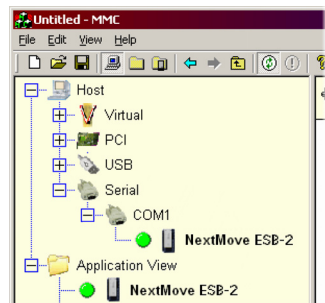 Untitled - MMC
File Edit View Help
Host
Virtual
PCI
USB
Serial
COM1
NextMove ESB-2
Application View
NextMove ESB-2